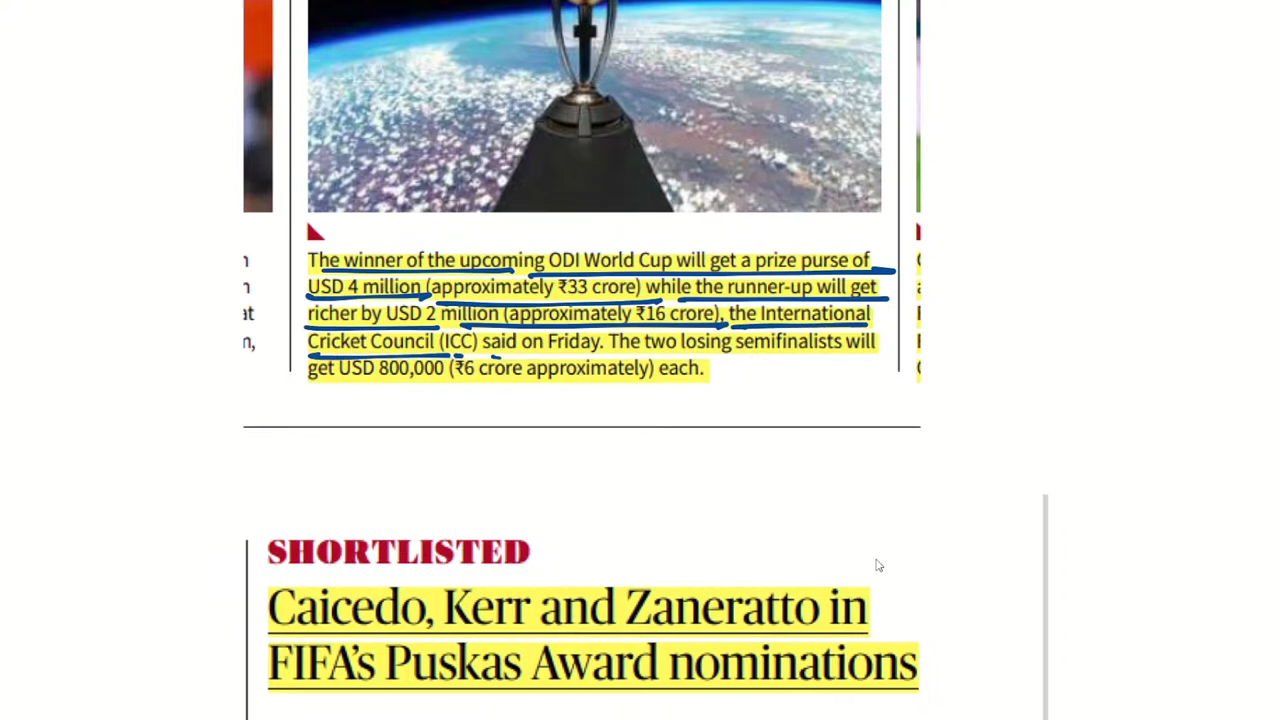 The winner of the upcoming ODI World Cup will get a prize purse of
USD 4 million (approximately ₹33 crore) while the runner-up will get
richer by USD 2 million (approximately ₹16 crore), the International
Cricket Council (ICC) said on Friday. The two losing semifinalists will
get USD 800,000 (₹6 crore approximately) each.
SHORTLISTED
Caicedo, Kerr and Zaneratto in
FIFA's Puskas Award nominations